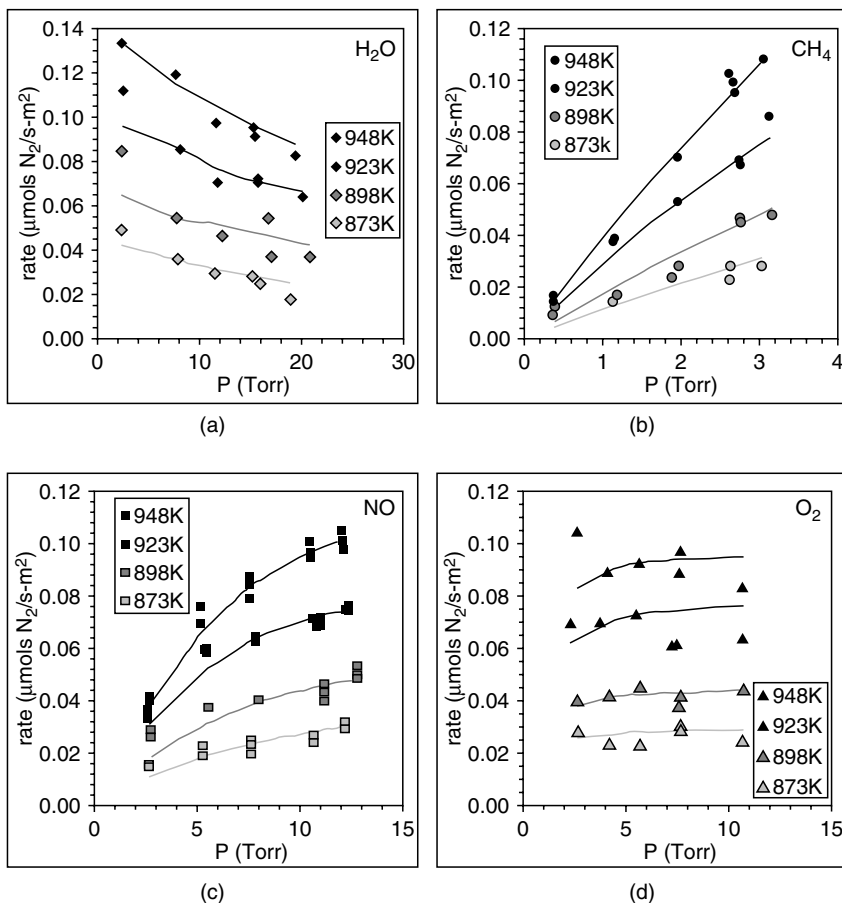 0.14
0.12
0.10
0.08
0.06
0.04
0.02
0.00
rate (μmols N2/s-m2)
0 10 20 30
P (Torr)
H2O
948K
923K
898K
873K
(a)
0.12
0.10
0.08
0.06
0.04
0.02
0.00
rate (μmols N2/s-m2)
0 1 2 3 4
P (Torr)
CH4
948K
923K
898K
873k
(b)
0.12
0.10
0.08
0.06
0.04
0.02
0.00
rate (μmols N2/s-m2)
0 5 10 15
P (Torr)
NO
948K
923K
898K
873K
(c)
0.12
0.10
0.08
0.06
0.04
0.02
0.00
rate (μmols N2/s-m2)
0 5 10 15
P (Torr)
O2
948K
923K
898K
873K
(d)